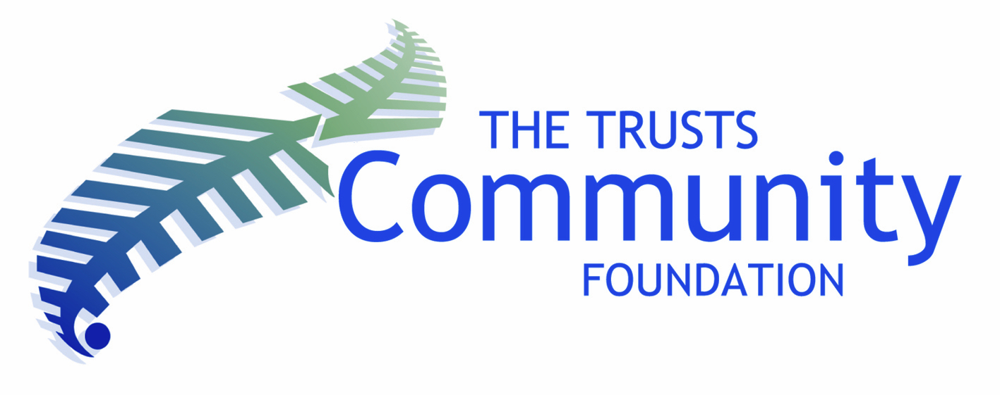 THE TRUSTS
Community
FOUNDATION